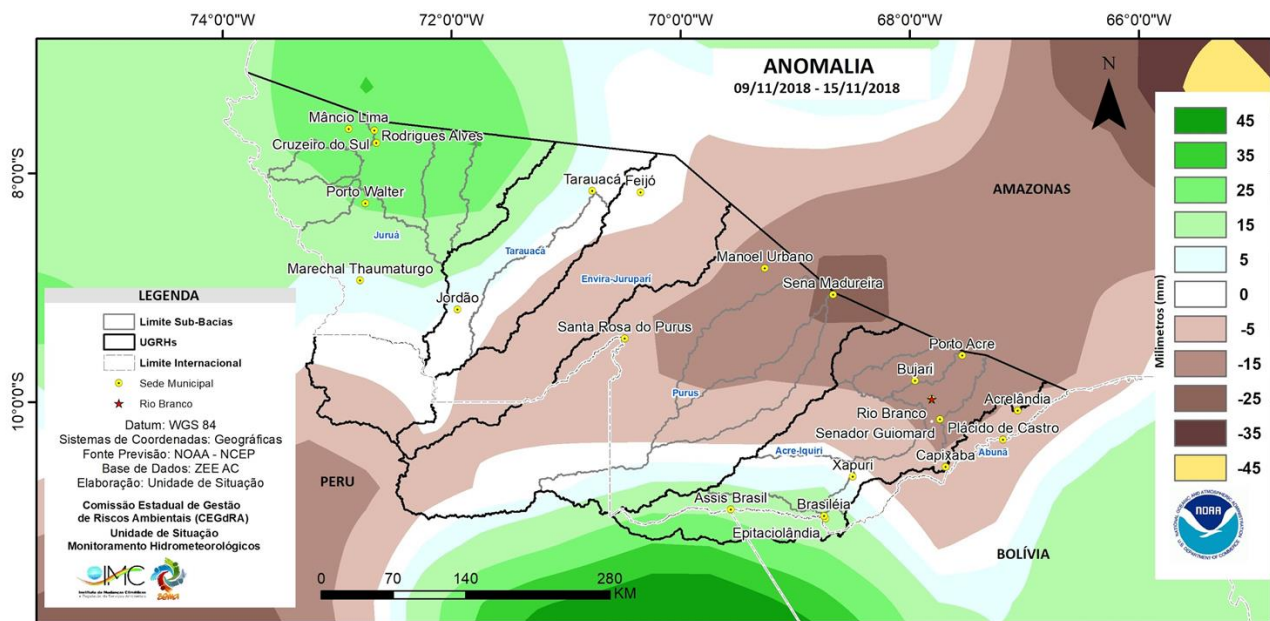 74°0'0"W
72°0'0"W
70°0'0"W
68°0'0"W
66°0'0"W
8°0'0"S
10°0'0"S
ANOMALIA
09/11/2018 - 15/11/2018
N
Mâncio Lima
Rodrigues Alves
Cruzeiro do Sul
Porto Walter
Juruá
Marechal Thaumaturgo
Tarauacá
Feijó
Tarauacá
Jordão
Envira-Jurupari
Santa Rosa do Purus
Manoel Urbano
Sena Madureira
AMAZONAS
Purus
Porto Acre
Bujari
Rio Branco
Acrelândia
Senador Guiomard
Plácido de Castro
Abunã
Capixaba
Acre-Iquiri
Xapuri
Assis Brasil
Brasiléia
Epitaciolândia
PERU
BOLÍVIA
LEGENDA
Limite Sub-Bacias
UGRHs
Limite Internacional
Sede Municipal
Rio Branco
Datum: WGS 84
Sistemas de Coordenadas: Geográficas
Fonte Previsão: NOAA - NCEP
Base de Dados: ZEE AC
Elaboração: Unidade de Situação
Comissão Estadual de Gestão
de Riscos Ambientais (CEGdRA)
Unidade de Situação
Monitoramento Hidrometeorológicos
IMC
SEMA
0 70 140 280
KM
Milímetros (mm)
45
35
25
15
5
0
-5
-15
-25
-35
-45
NOAA